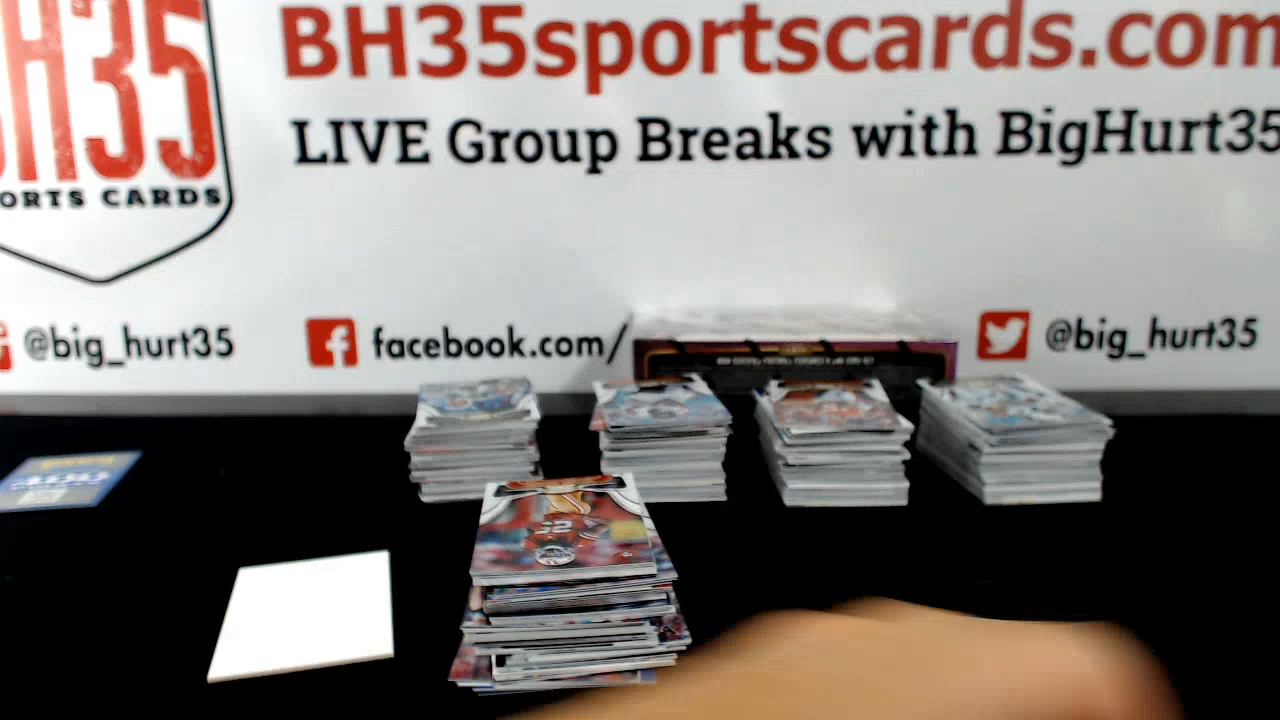 BH35sportscards.com
LIVE Group Breaks with BigHurt35
H35
ORTS CARDS
@big_hurt35
facebook.com/
@big_hurt35